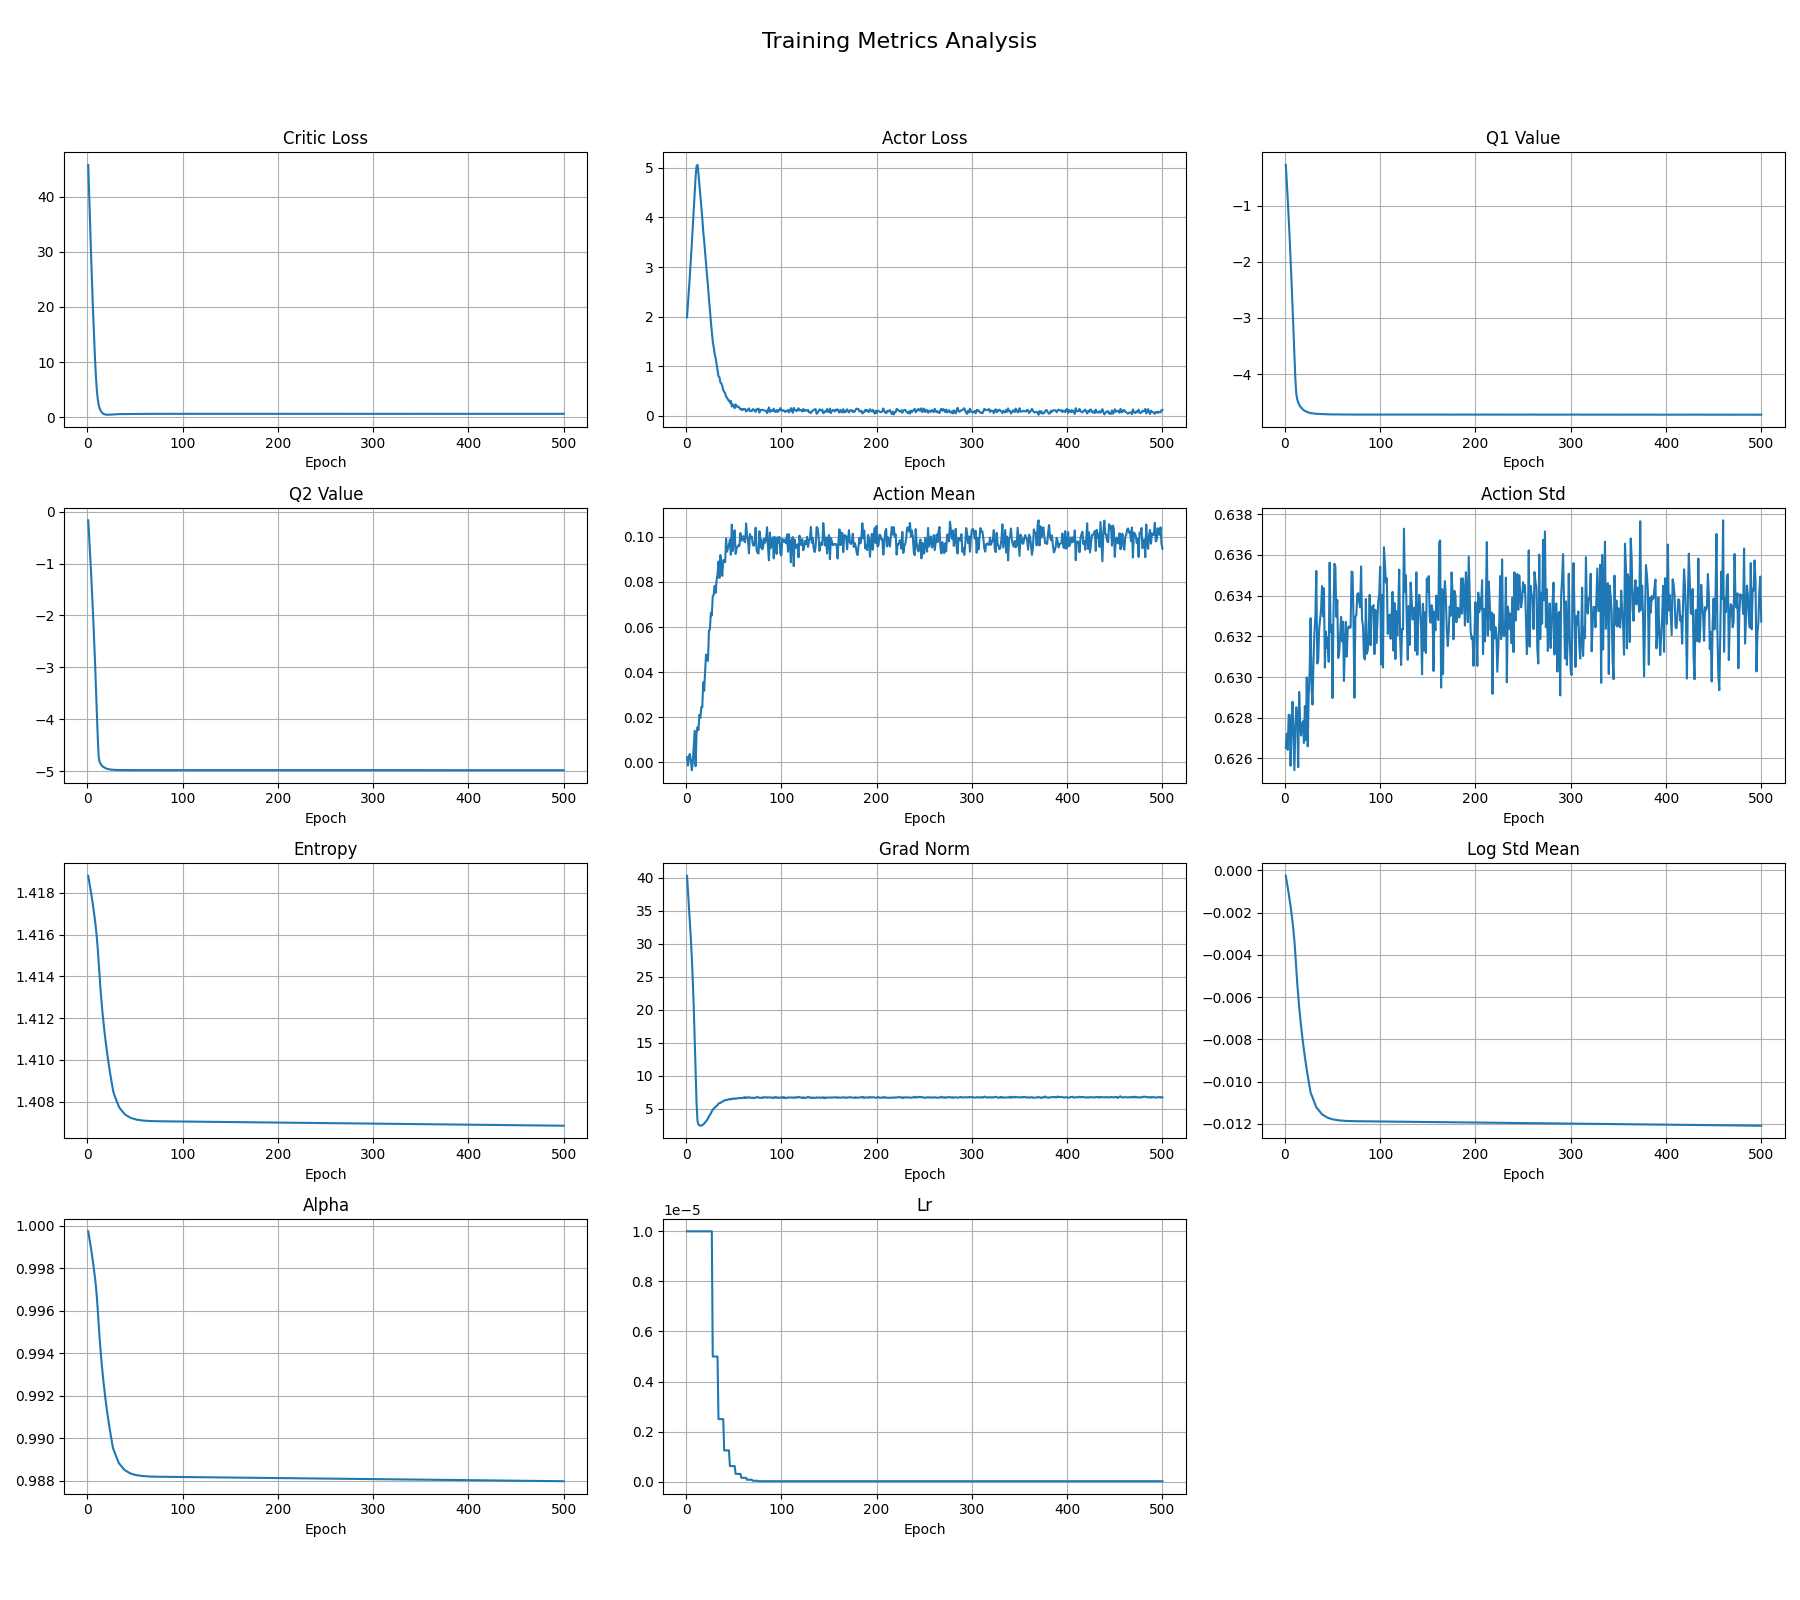 Training Metrics Analysis
Critic Loss
Actor Loss
Q1 Value
40
30
20
10
0
0 100 200 300 400 500
Epoch
5
4
3
2
1
0
0 100 200 300 400 500
Epoch
−1
−2
−3
−4
0 100 200 300 400 500
Epoch
Q2 Value
Action Mean
Action Std
0
−1
−2
−3
−4
−5
0 100 200 300 400 500
Epoch
0.10
0.08
0.06
0.04
0.02
0.00
0 100 200 300 400 500
Epoch
0.638
0.636
0.634
0.632
0.630
0.628
0.626
0 100 200 300 400 500
Epoch
Entropy
Grad Norm
Log Std Mean
1.418
1.416
1.414
1.412
1.410
1.408
0 100 200 300 400 500
Epoch
40
35
30
25
20
15
10
5
0 100 200 300 400 500
Epoch
0.000
−0.002
−0.004
−0.006
−0.008
−0.010
−0.012
0 100 200 300 400 500
Epoch
Alpha
Lr
1.000
0.998
0.996
0.994
0.992
0.990
0.988
0 100 200 300 400 500
Epoch
1e−5
1.0
0.8
0.6
0.4
0.2
0.0
0 100 200 300 400 500
Epoch